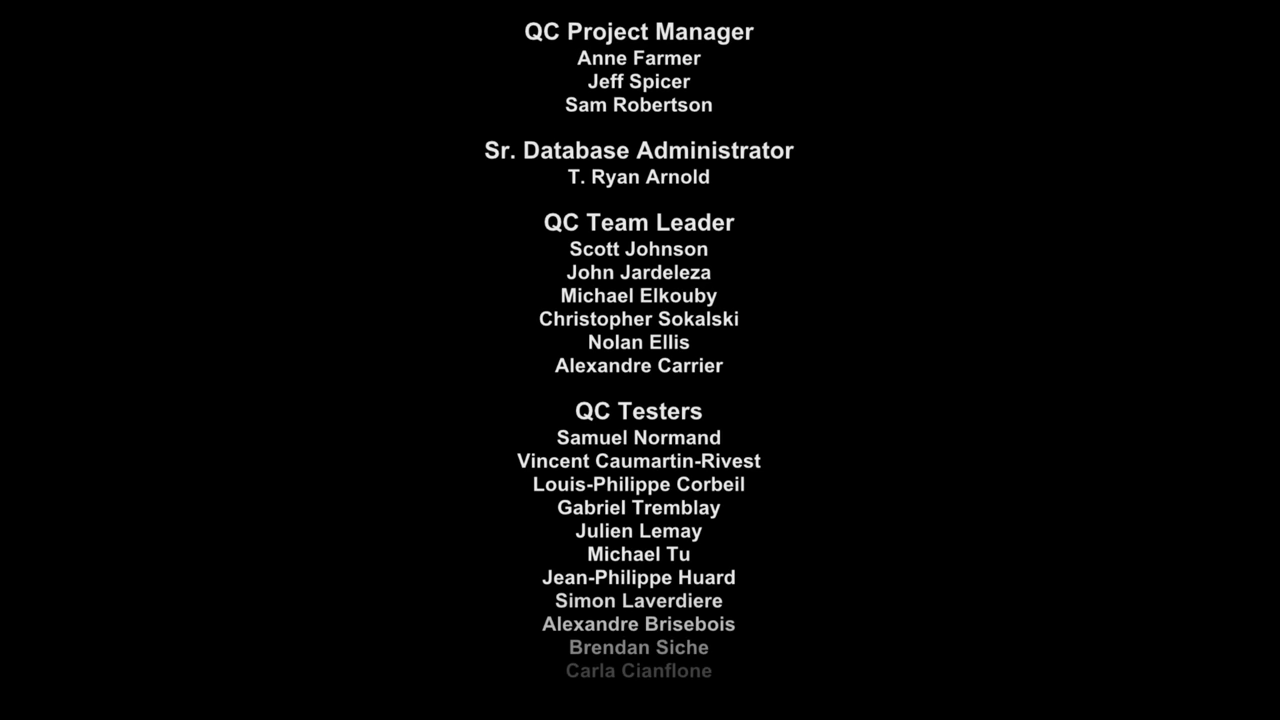 QC Project Manager
Anne Farmer
Jeff Spicer
Sam Robertson
Sr. Database Administrator
T. Ryan Arnold
QC Team Leader
Scott Johnson
John Jardeleza
Michael Elkouby
Christopher Sokalski
Nolan Ellis
Alexandre Carrier
QC Testers
Samuel Normand
Vincent Caumartin-Rivest
Louis-Philippe Corbeil
Gabriel Tremblay
Julien Lemay
Michael Tu
Jean-Philippe Huard
Simon Laverdiere
Alexandre Brisebois
Brendan Siche
Carla Cianflone